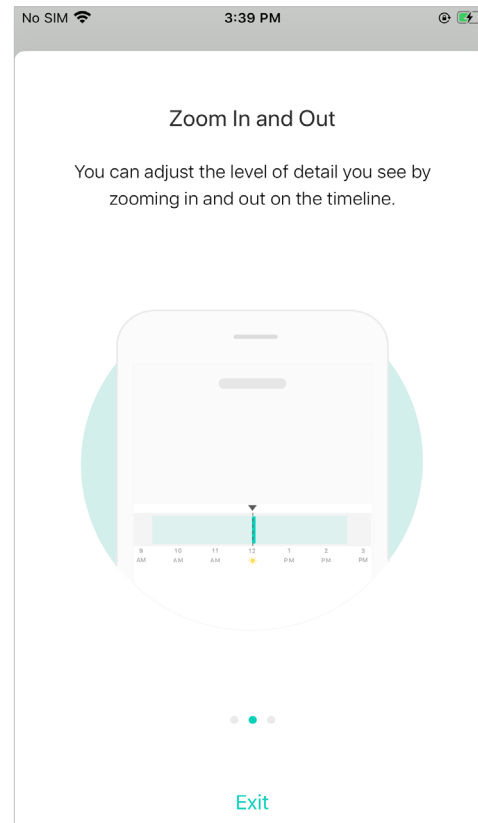 No SIM 3:39 PM
Zoom In and Out
You can adjust the level of detail you see by
zooming in and out on the timeline.
9 10 11 12 1 2 3
AM AM AM PM PM PM
Exit